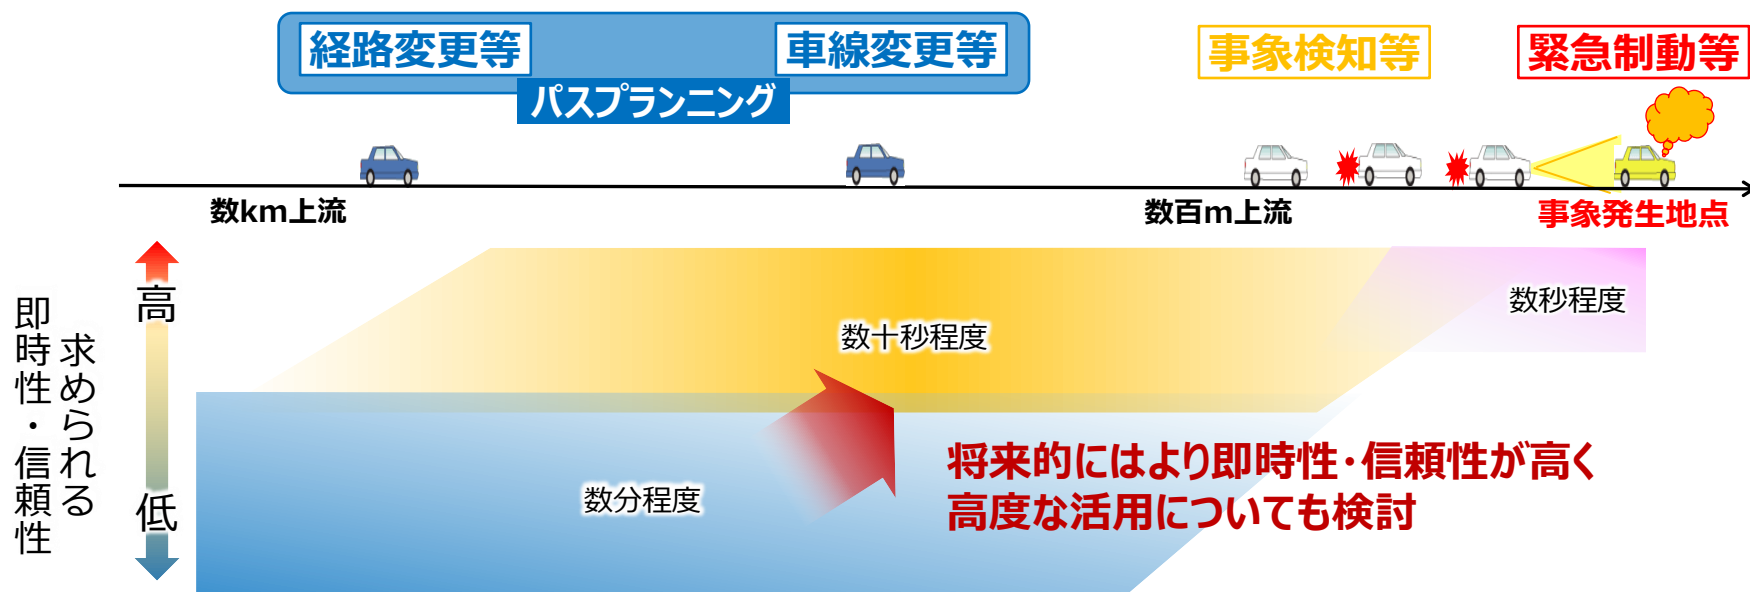 経路変更等
車線変更等
パスプランニング
事象検知等
緊急制動等
数km上流
数百m上流
事象発生地点
求められる
即時性・信頼性
高
低
数秒程度
数十秒程度
数分程度
将来的にはより即時性・信頼性が高く
高度な活用についても検討